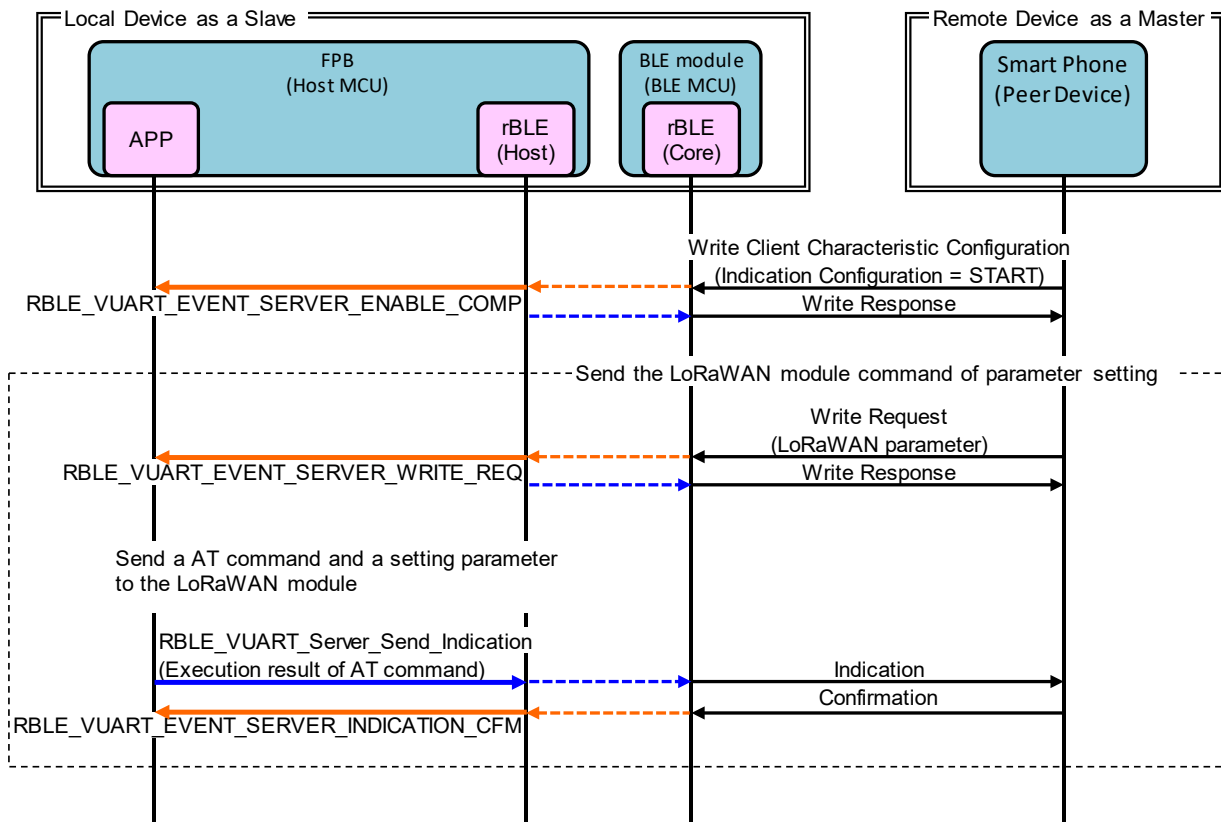 Local Device as a Slave
Remote Device as a Master
FPB
(Host MCU)
BLE module
(BLE MCU)
Smart Phone
(Peer Device)
APP
rBLE
(Host)
rBLE
(Core)
Write Client Characteristic Configuration
(Indication Configuration = START)
RBLE_VUART_EVENT_SERVER_ENABLE_COMP
Write Response
Send the LoRaWAN module command of parameter setting
Write Request
(LoRaWAN parameter)
RBLE_VUART_EVENT_SERVER_WRITE_REQ
Write Response
Send a AT command and a setting parameter
to the LoRaWAN module
RBLE_VUART_Server_Send_Indication
(Execution result of AT command)
Indication
Confirmation
RBLE_VUART_EVENT_SERVER_INDICATION_CFM